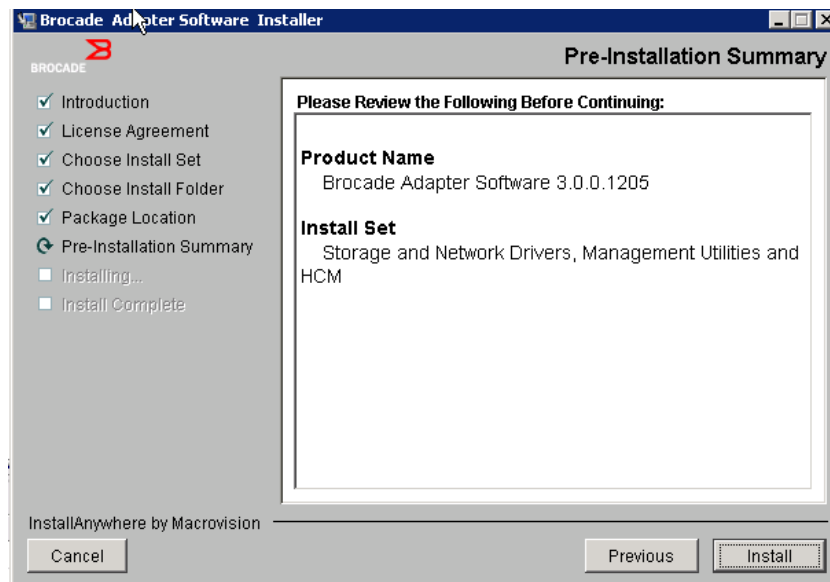 Brocade Adapter Software Installer
BROCADE
Pre-Installation Summary
Introduction
License Agreement
Choose Install Set
Choose Install Folder
Package Location
Pre-Installation Summary
Installing...
Install Complete
Please Review the Following Before Continuing:
Product Name
Brocade Adapter Software 3.0.0.1205
Install Set
Storage and Network Drivers, Management Utilities and
HCM
InstallAnywhere by Macrovision
Cancel
Previous
Install